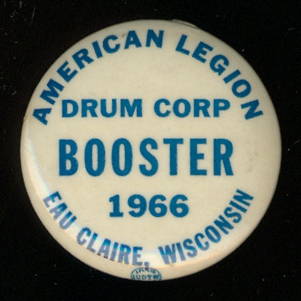 AMERICAN LEGION
DRUM CORP
BOOSTER
1966
EAU CLAIRE, WISCONSIN